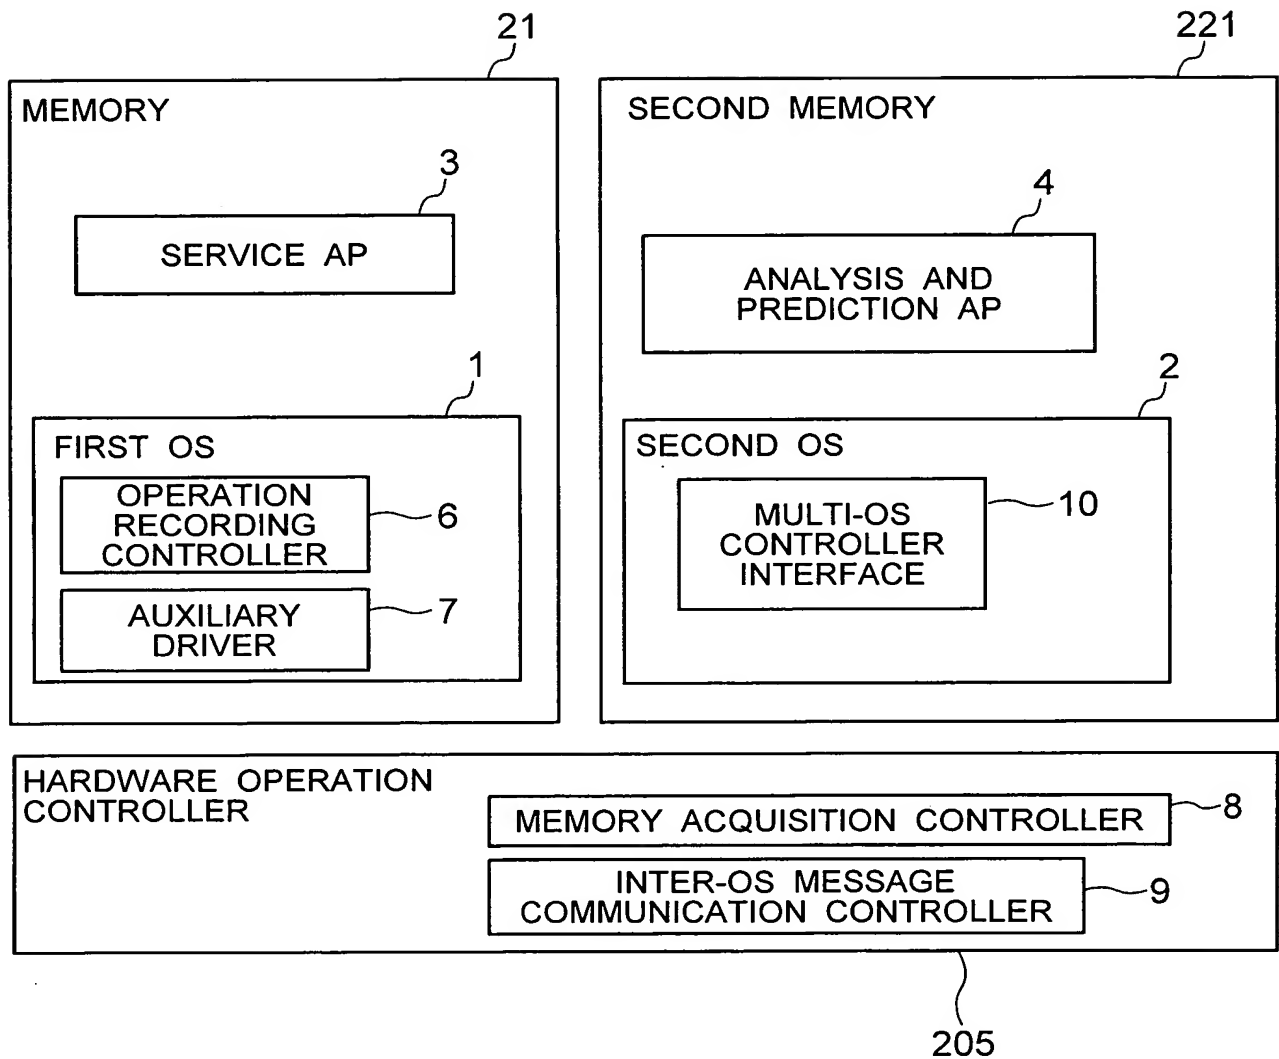 21
221
MEMORY
SECOND MEMORY
3
4
SERVICE AP
ANALYSIS AND
PREDICTION AP
1
2
FIRST OS
SECOND OS
OPERATION
RECORDING
CONTROLLER
6
MULTI-OS
CONTROLLER
INTERFACE
10
AUXILIARY
DRIVER
7
HARDWARE OPERATION
CONTROLLER
MEMORY ACQUISITION CONTROLLER
8
INTER-OS MESSAGE
COMMUNICATION CONTROLLER
9
205